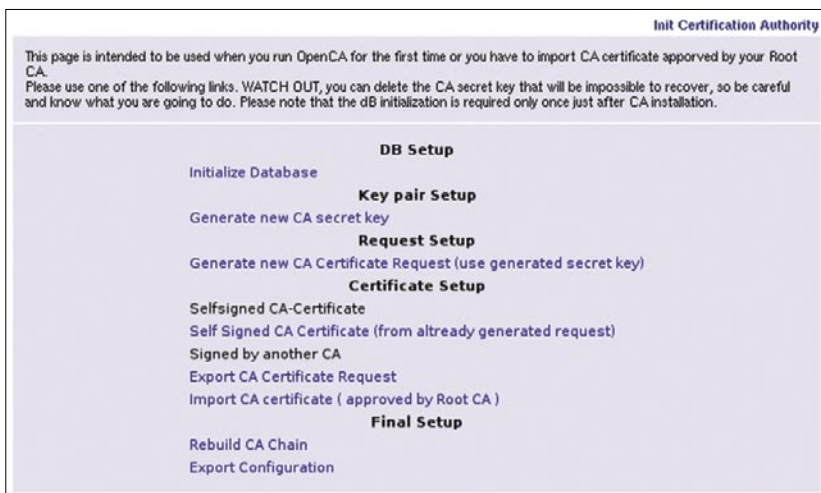 Init Certification Authority
This page is intended to be used when you run OpenCA for the first time or you have to import CA certificate apporved by your Root
CA.
Please use one of the following links. WATCH OUT, you can delete the CA secret key that will be impossible to recover, so be careful
and know what you are going to do. Please note that the dB initialization is required only once just after CA installation.
DB Setup
Initialize Database
Key pair Setup
Generate new CA secret key
Request Setup
Generate new CA Certificate Request (use generated secret key)
Certificate Setup
Selfsigned CA-Certificate
Self Signed CA Certificate (from altready generated request)
Signed by another CA
Export CA Certificate Request
Import CA certificate ( approved by Root CA )
Final Setup
Rebuild CA Chain
Export Configuration